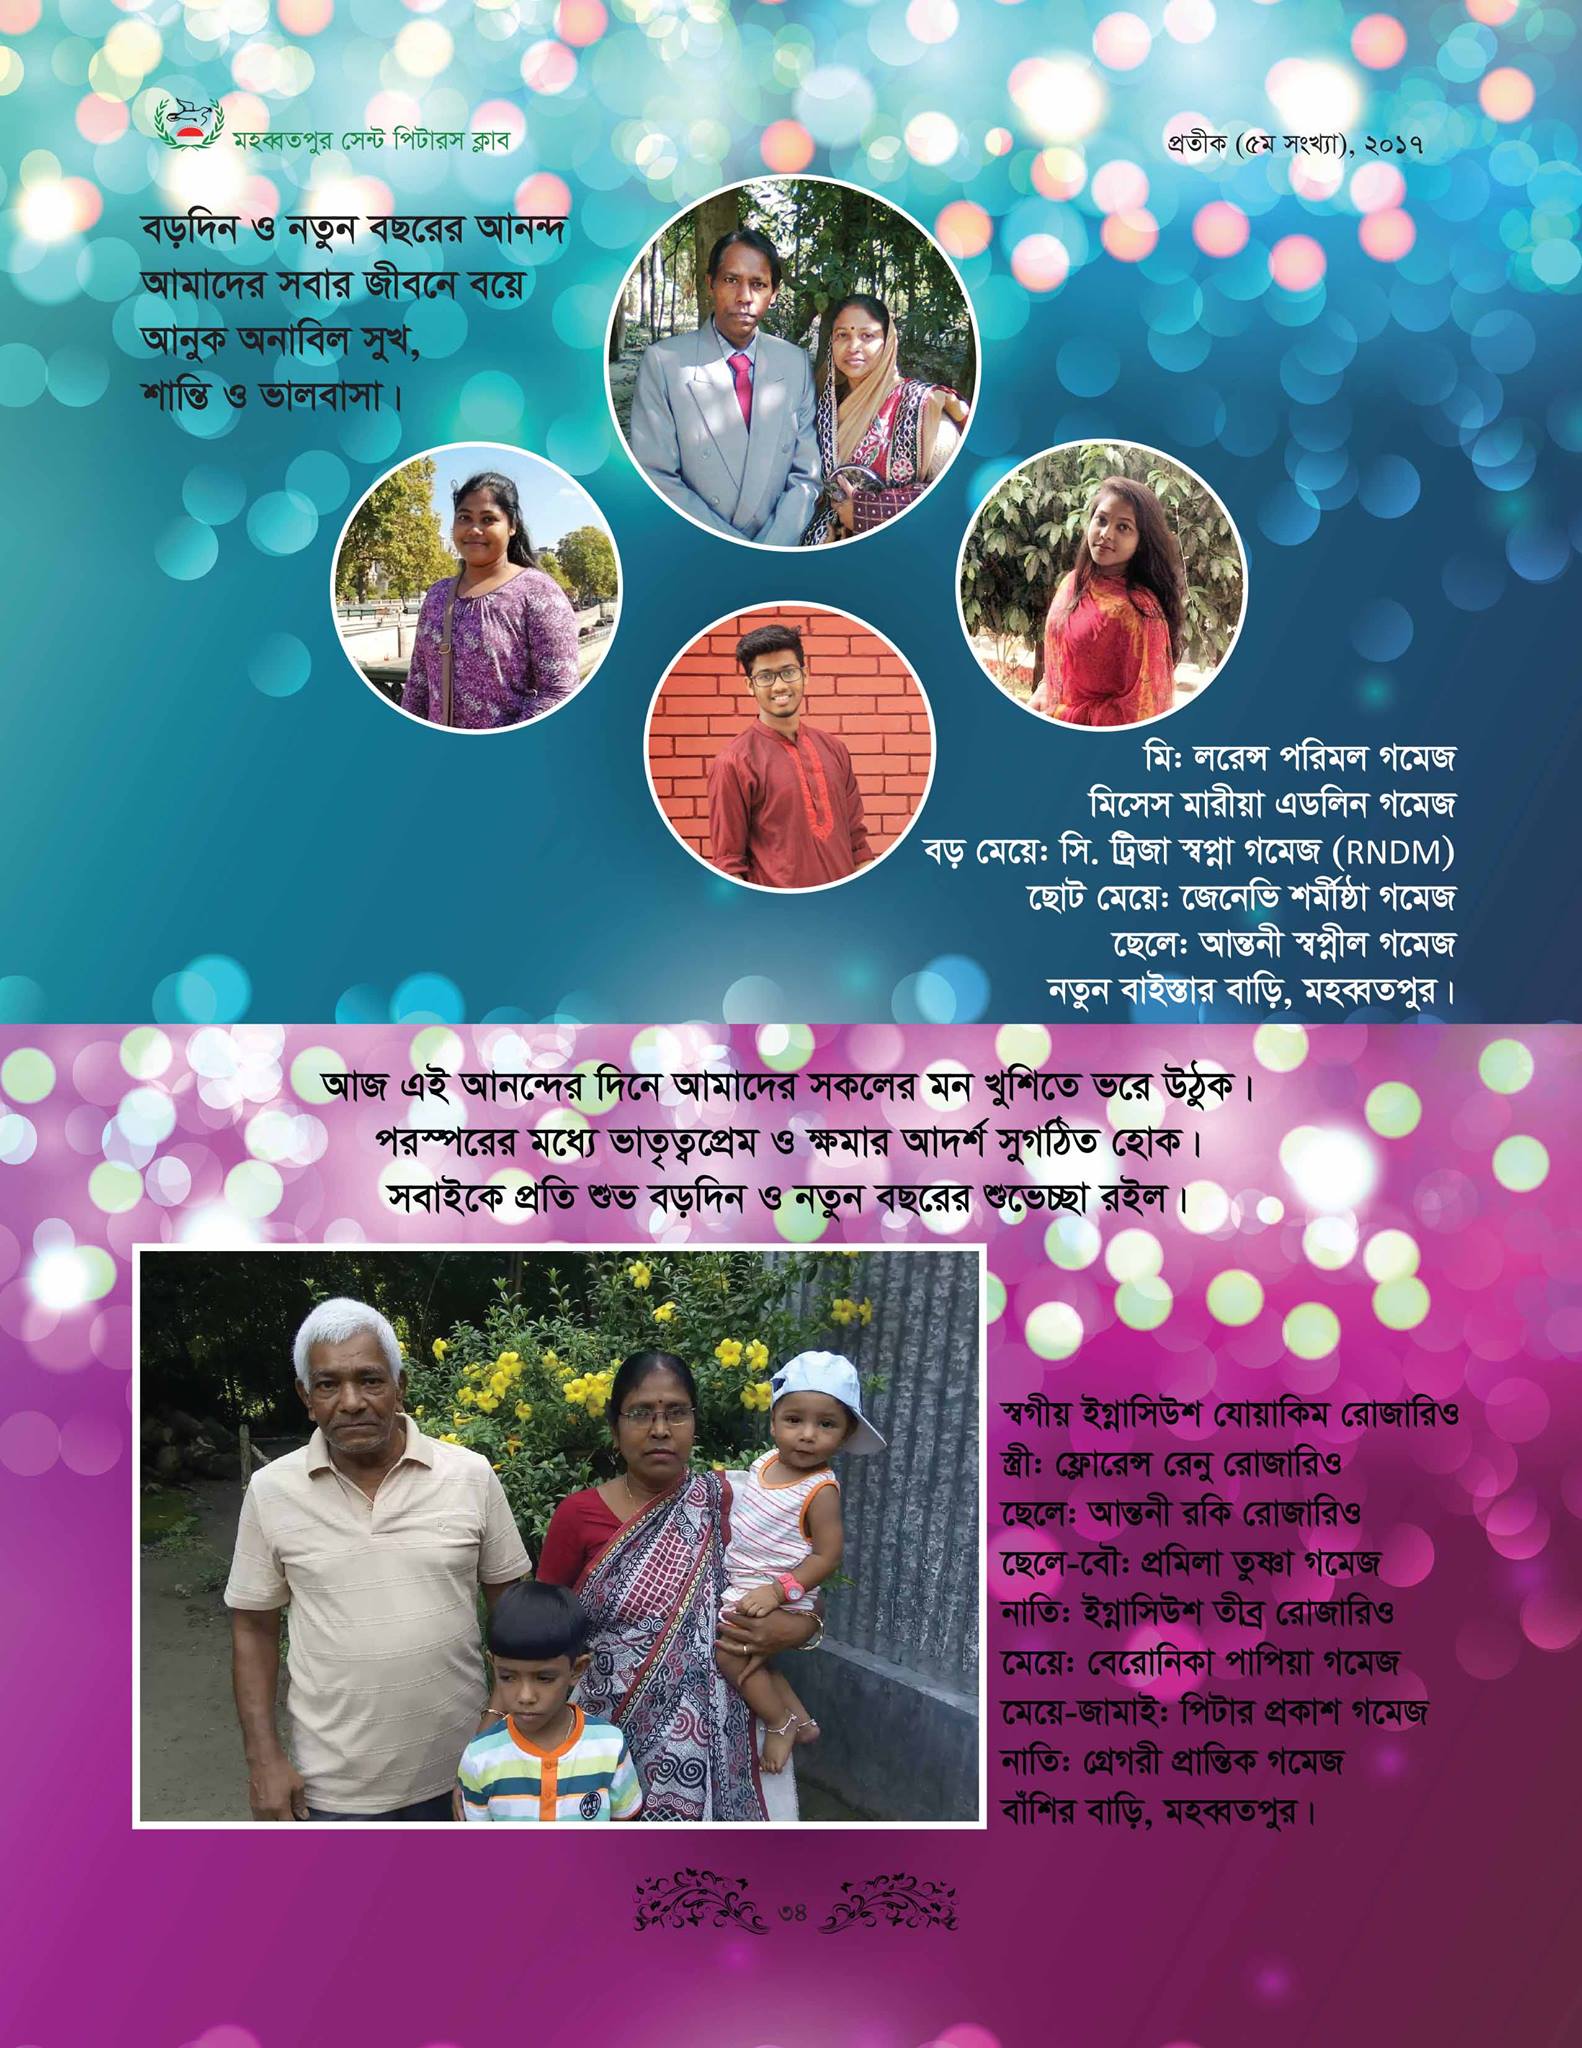 মহব্বতপুর সেন্ট পিটারস ক্লাব
প্রতীক (৫ম সংখ্যা), ২০১৭
বড়দিন ও নতুন বছরের আনন্দ
আমাদের সবার জীবনে বয়ে
আনুক অনাবিল সুখ,
শান্তি ও ভালবাসা।
মি: লরেন্স পরিমল গমেজ
মিসেস মারীয়া এডলিন গমেজ
বড় মেয়ে: সি. ট্রিজা স্বপ্না গমেজ (RNDM)
ছোট মেয়ে: জেনেভি শর্মীষ্ঠা গমেজ
ছেলে: আন্তনী স্বপ্নীল গমেজ
নতুন বাইস্তার বাড়ি, মহব্বতপুর।
আজ এই আনন্দের দিনে আমাদের সকলের মন খুশিতে ভরে উঠুক।
পরস্পরের মধ্যে ভাতৃত্বপ্রেম ও ক্ষমার আদর্শ সুগঠিত হোক।
সবাইকে প্রতি শুভ বড়দিন ও নতুন বছরের শুভেচ্ছা রইল।
স্বগীয় ইগ্নাসিউশ যোয়াকিম রোজারিও
স্ত্রী: ফ্লোরেন্স রেনু রোজারিও
ছেলে: আন্তনী রকি রোজারিও
ছেলে-বৌ: প্রমিলা তৃষ্ণা গমেজ
নাতি: ইগ্নাসিউশ তীব্র রোজারিও
মেয়ে: বেরোনিকা পাপিয়া গমেজ
মেয়ে-জামাই: পিটার প্রকাশ গমেজ
নাতি: গ্রেগরী প্রান্তিক গমেজ
বাঁশির বাড়ি, মহব্বতপুর।
৩৪